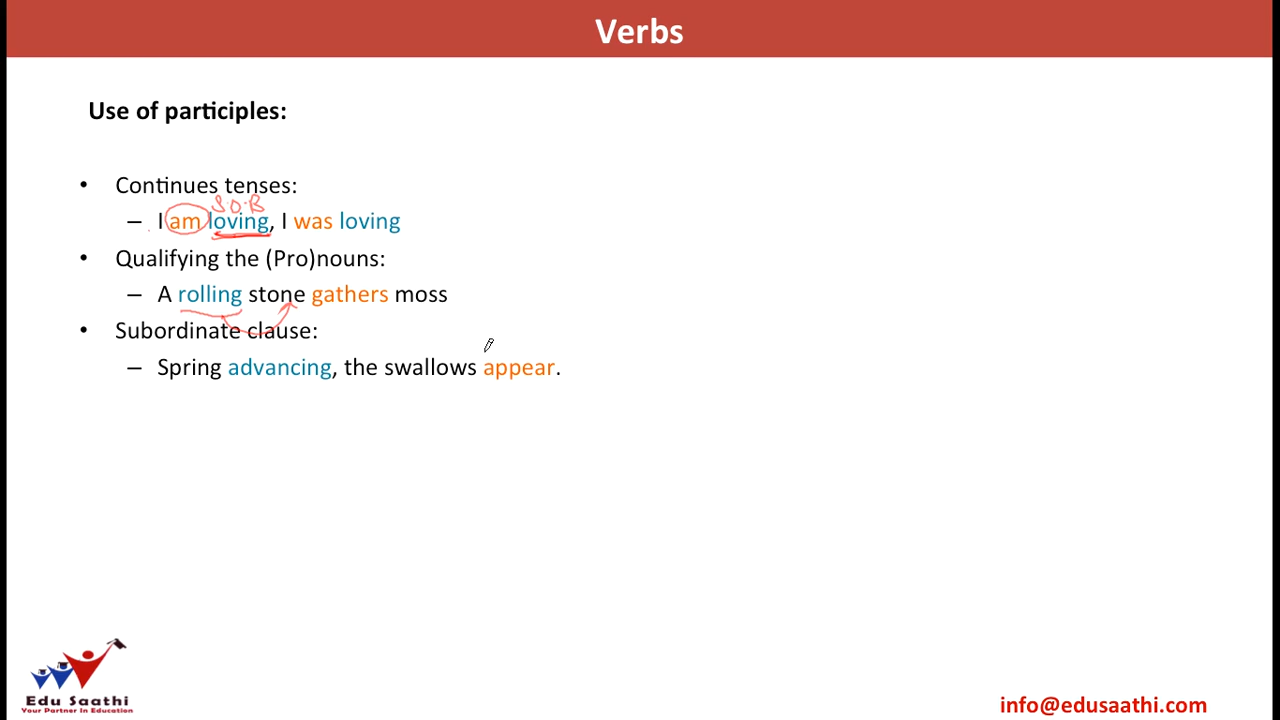 Verbs
Use of participles:
• Continues tenses:
S.O.B
– I am loving, I was loving
• Qualifying the (Pro)nouns:
– A rolling stone gathers moss
• Subordinate clause:
– Spring advancing, the swallows appear.
Edu Saathi
Your Partner In Education
info@edusaathi.com